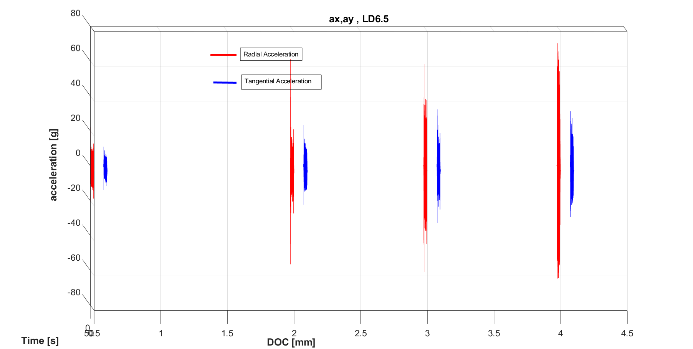 ax,ay , LD6.5
80
60
40
20
0
-20
-40
-60
-80
acceleration [g]
Radial Acceleration
Tangential Acceleration
1
1.5
2
2.5
3
3.5
4
4.5
DOC [mm]
Time [s]